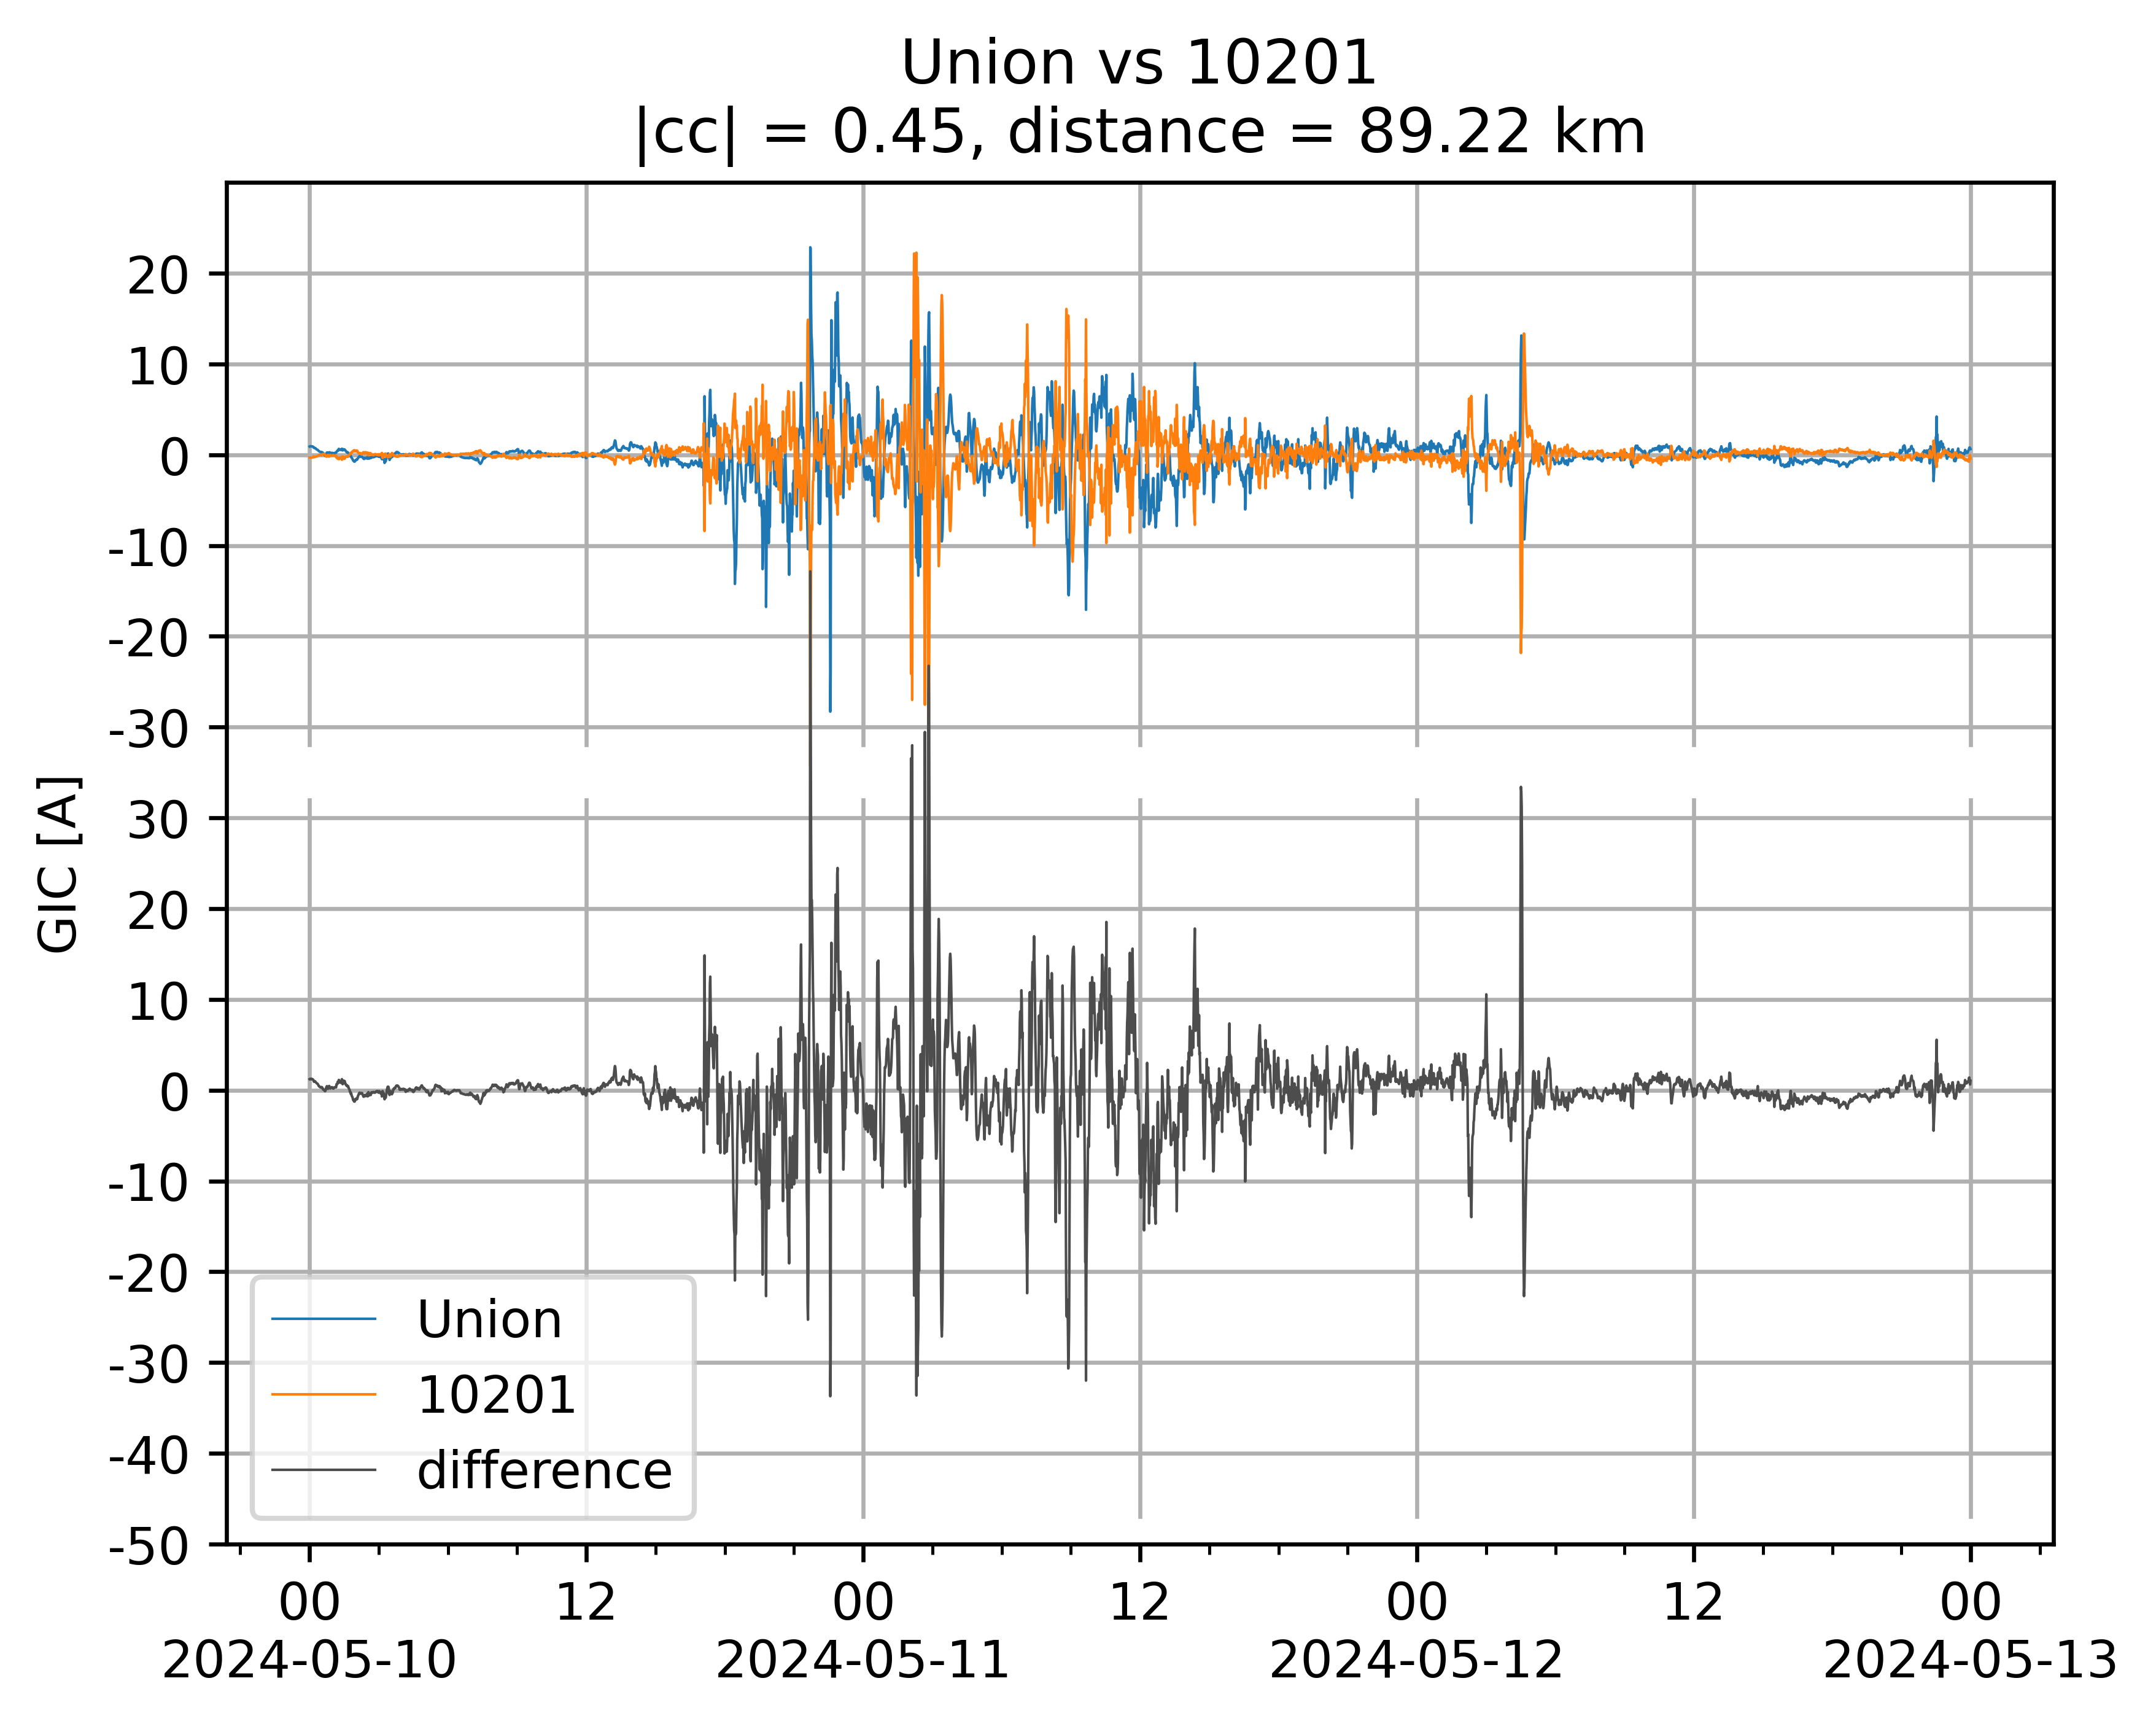 Union vs 10201
|cc| = 0.45, distance = 89.22 km
GIC [A]
20
10
0
-10
-20
-30
30
20
10
0
-10
-20
-30
-40
-50
Union
10201
difference
00 12 00 12 00 12 00
2024-05-10 2024-05-11 2024-05-12 2024-05-13